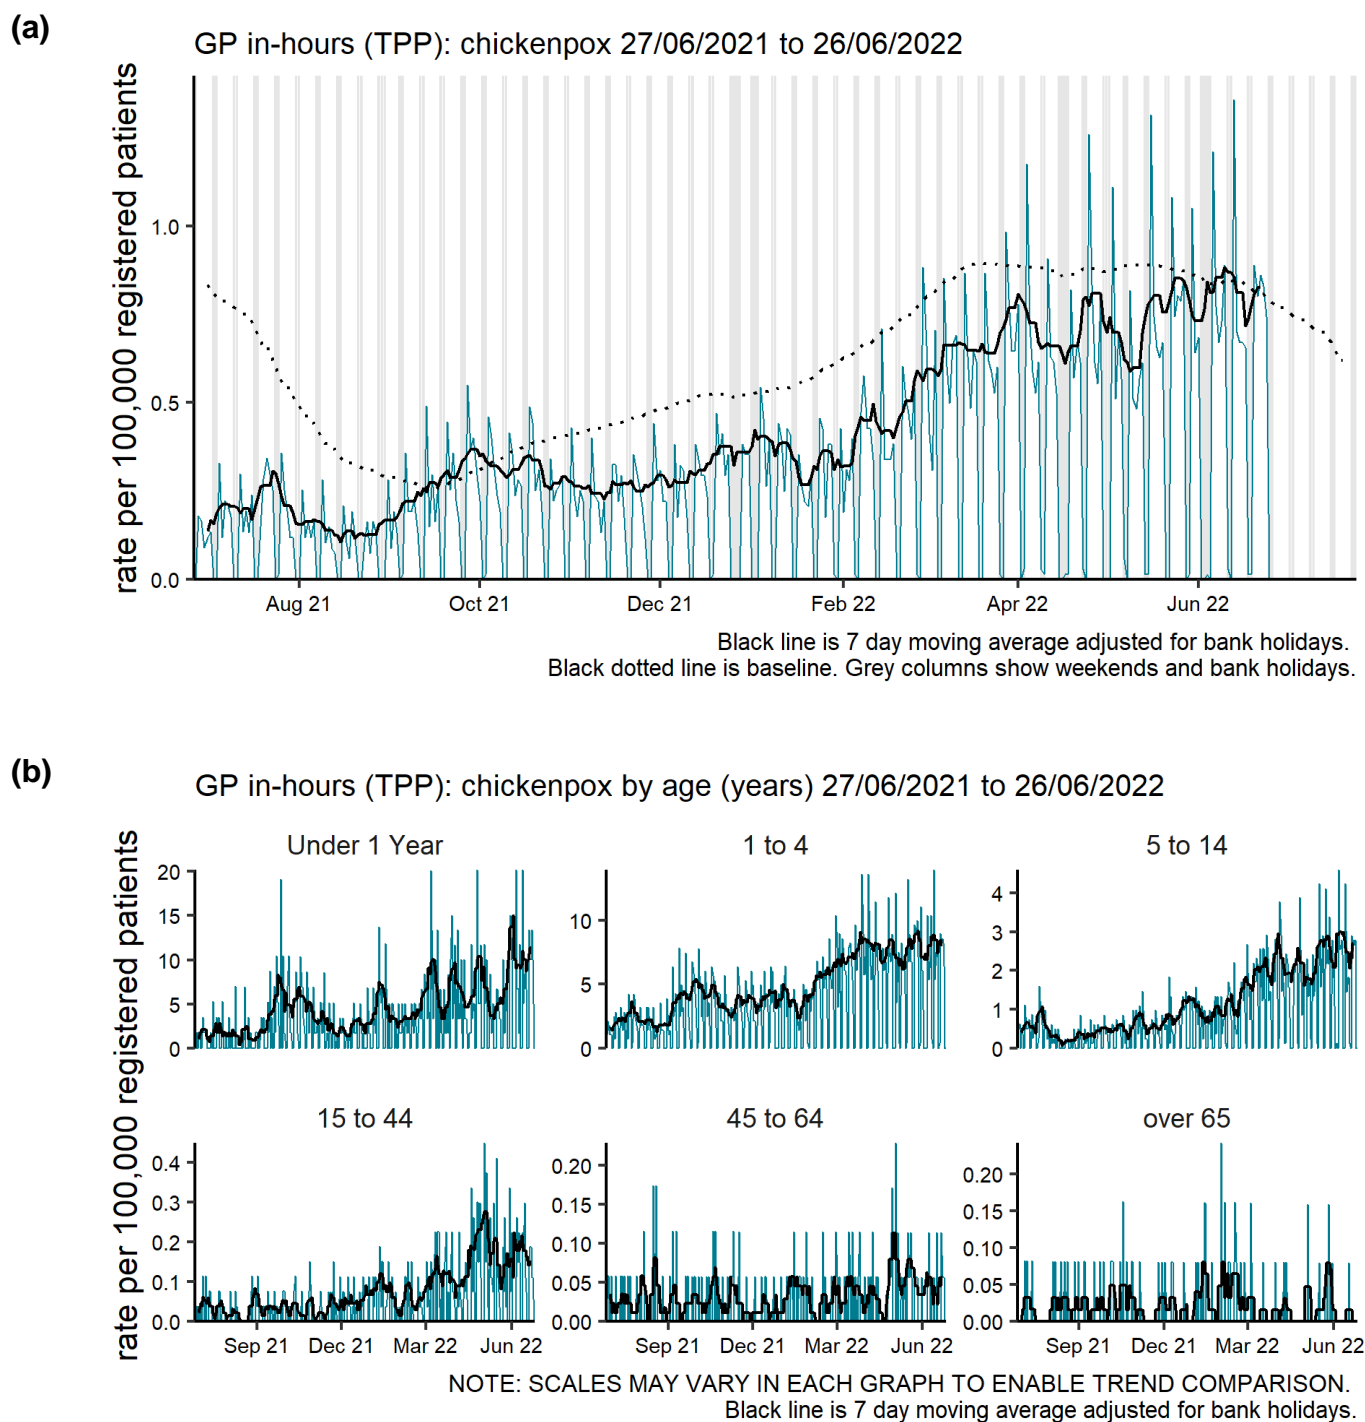 (a)
GP in-hours (TPP): chickenpox 27/06/2021 to 26/06/2022
rate per 100,000 registered patients
1.0
0.5
0.0
Aug 21 Oct 21 Dec 21 Feb 22 Apr 22 Jun 22
Black line is 7 day moving average adjusted for bank holidays.
Black dotted line is baseline. Grey columns show weekends and bank holidays.
(b)
GP in-hours (TPP): chickenpox by age (years) 27/06/2021 to 26/06/2022
rate per 100,000 registered patients
Under 1 Year
20
15
10
5
0
1 to 4
10
5
0
5 to 14
4
3
2
1
0
15 to 44
0.4
0.3
0.2
0.1
0.0
Sep 21 Dec 21 Mar 22 Jun 22
45 to 64
0.20
0.15
0.10
0.05
0.00
Sep 21 Dec 21 Mar 22 Jun 22
over 65
0.20
0.15
0.10
0.05
0.00
Sep 21 Dec 21 Mar 22 Jun 22
NOTE: SCALES MAY VARY IN EACH GRAPH TO ENABLE TREND COMPARISON.
Black line is 7 day moving average adjusted for bank holidays.